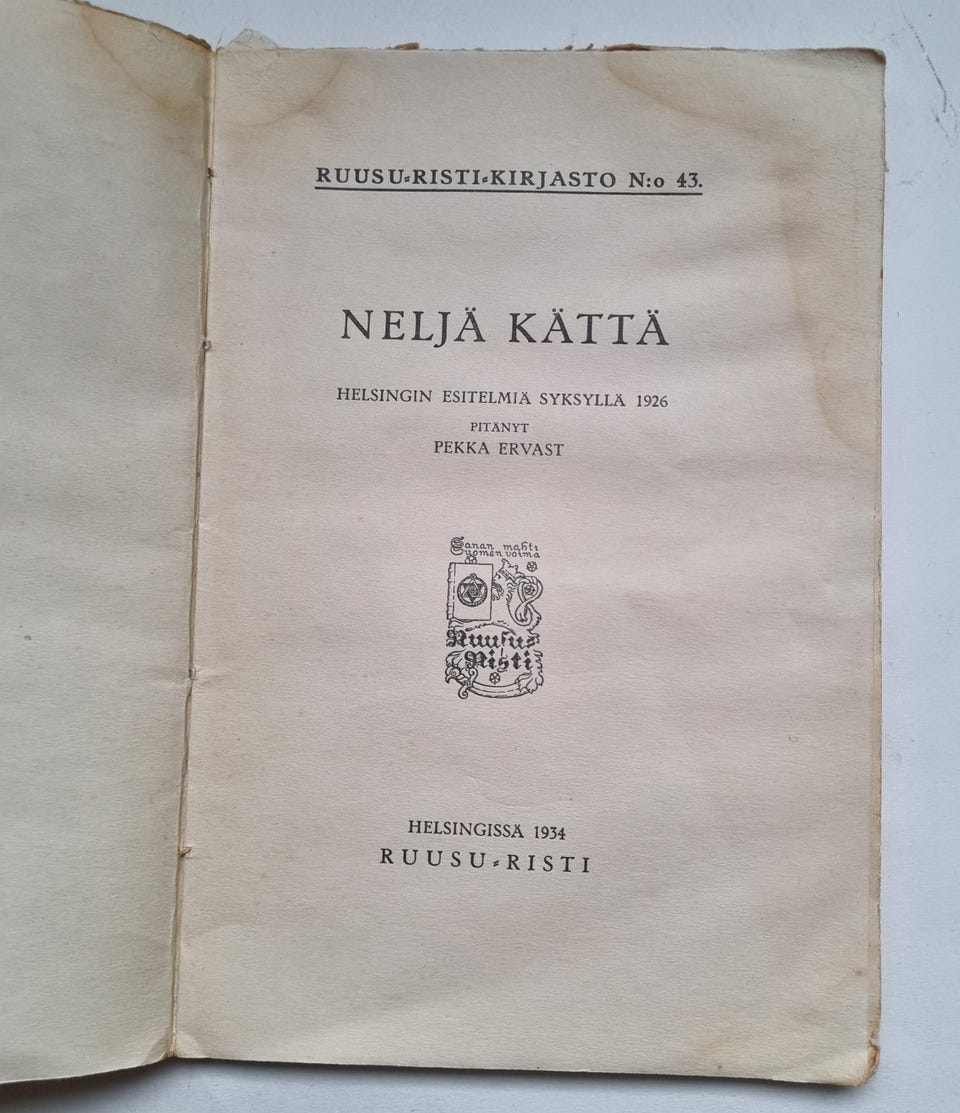 RUUSU-RISTI-KIRJASTO N:o 43.
NELJÄ KÄTTÄ
HELSINGIN ESITELMIÄ SYKSYLLÄ 1926
PITÄNYT
PEKKA ERVAST
Sanan mahti
Suomen voima
Ruusu-
Risti
HELSINGISSÄ 1934
RUUSU-RISTI